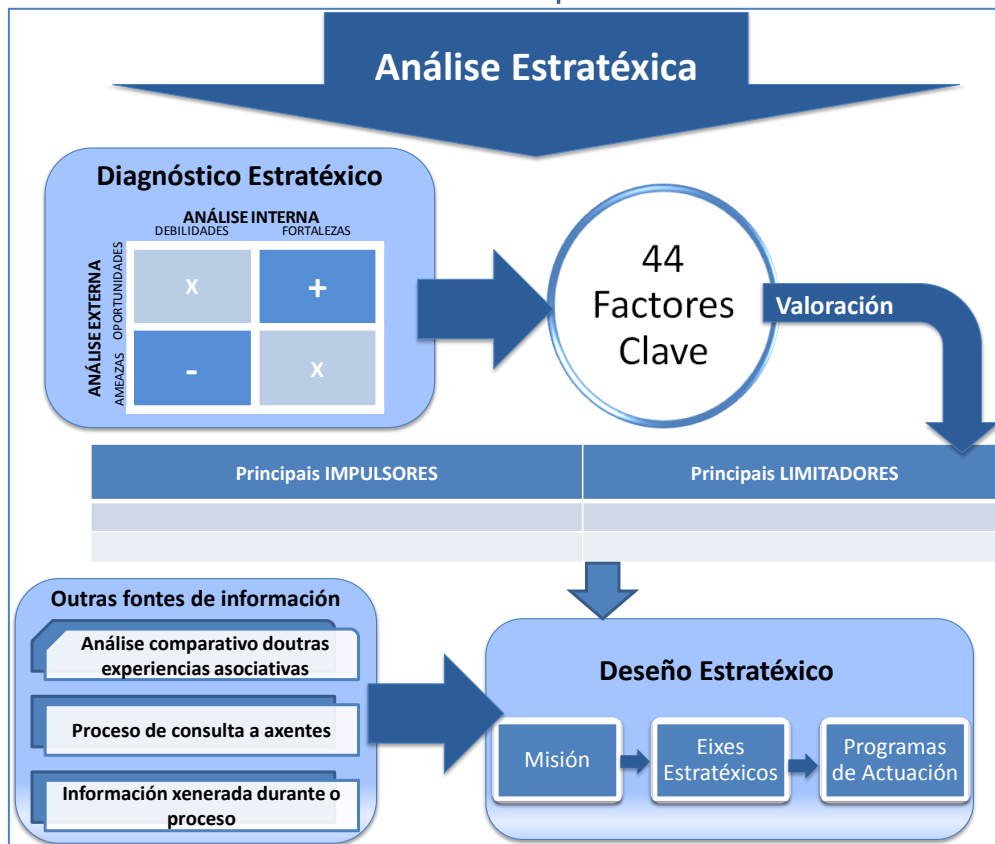 Análise Estratéxica
Diagnóstico Estratéxico
ANÁLISE INTERNA
DEBILIDADES FORTALEZAS
ANÁLISE EXTERNA
OPORTUNIDADES
AMEAZAS
X
+
-
X
44
Factores
Clave
Valoración
Principais IMPULSORES
Principais LIMITADORES
Outras fontes de información
Análise comparativo doutras
experiencias asociativas
Proceso de consulta a axentes
Información xenerada durante o
proceso
Deseño Estratéxico
Misión
Eixes
Estratéxicos
Programas
de Actuación